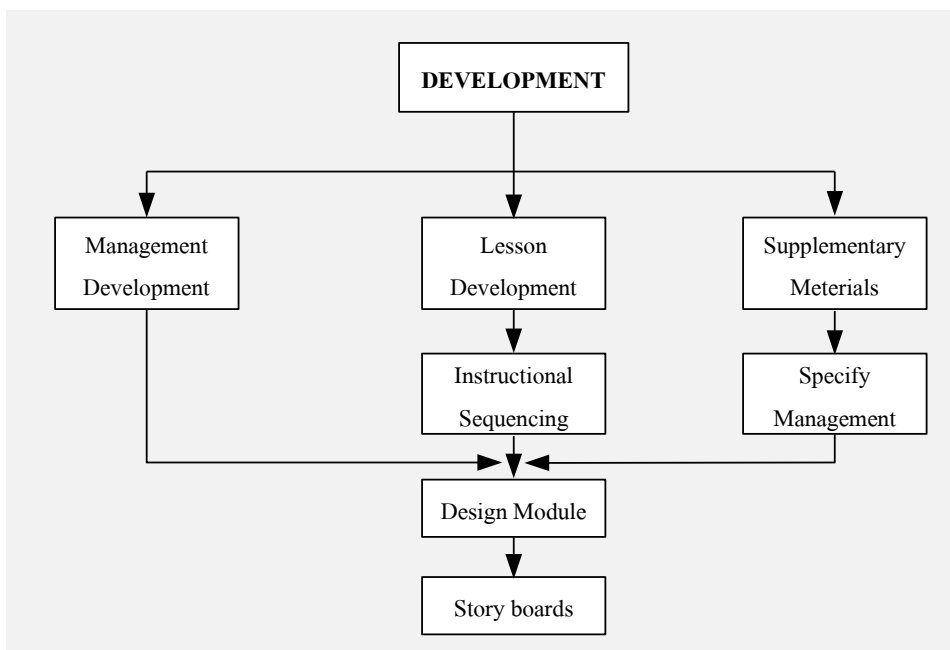 DEVELOPMENT
Management
Development
Lesson
Development
Supplementary
Meterials
Instructional
Sequencing
Specify
Management
Design Module
Story boards